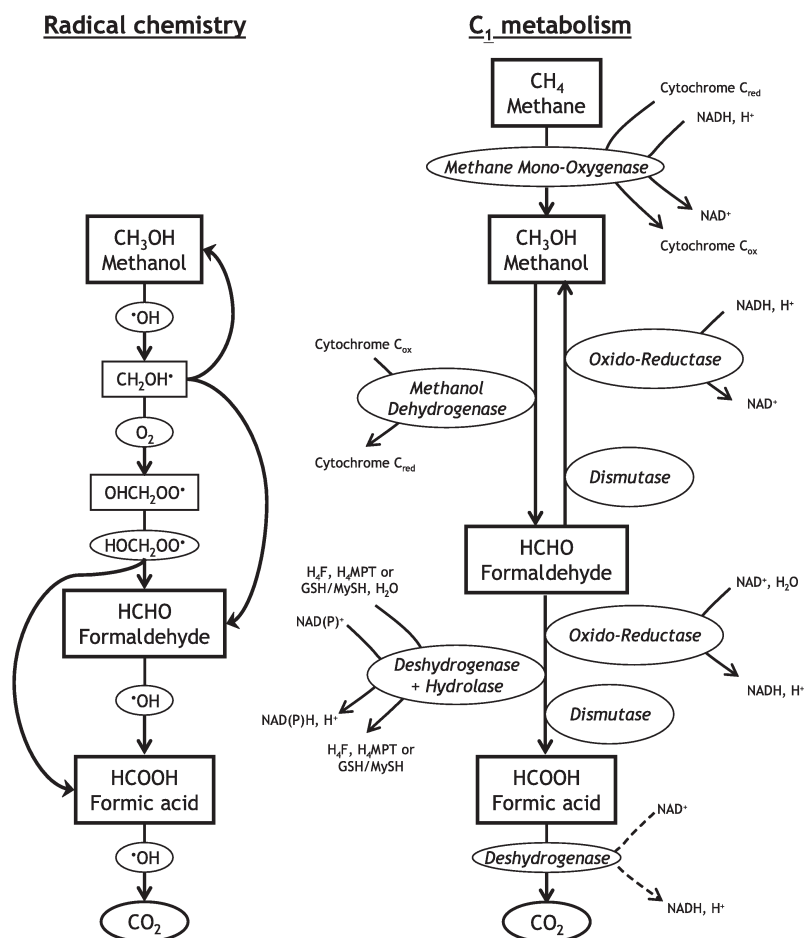 Radical chemistry
C₁ metabolism
CH₃OH
Methanol
•OH
CH₂OH•
O₂
OHCH₂OO•
HOCH₂OO•
HCHO
Formaldehyde
•OH
HCOOH
Formic acid
•OH
CO₂
CH₄
Methane
Cytochrome Cred
NADH, H⁺
Methane Mono-Oxygenase
NAD⁺
Cytochrome Cox
CH₃OH
Methanol
NADH, H⁺
Oxido-Reductase
NAD⁺
Cytochrome Cox
Methanol
Dehydrogenase
Cytochrome Cred
Dismutase
HCHO
Formaldehyde
H₄F, H₄MPT or
GSH/MySH, H₂O
NAD(P)⁺
Deshydrogenase
+ Hydrolase
NAD(P)H, H⁺
H₄F, H₄MPT or
GSH/MySH
NAD⁺, H₂O
Oxido-Reductase
NADH, H⁺
Dismutase
HCOOH
Formic acid
NAD⁺
Deshydrogenase
NADH, H⁺
CO₂